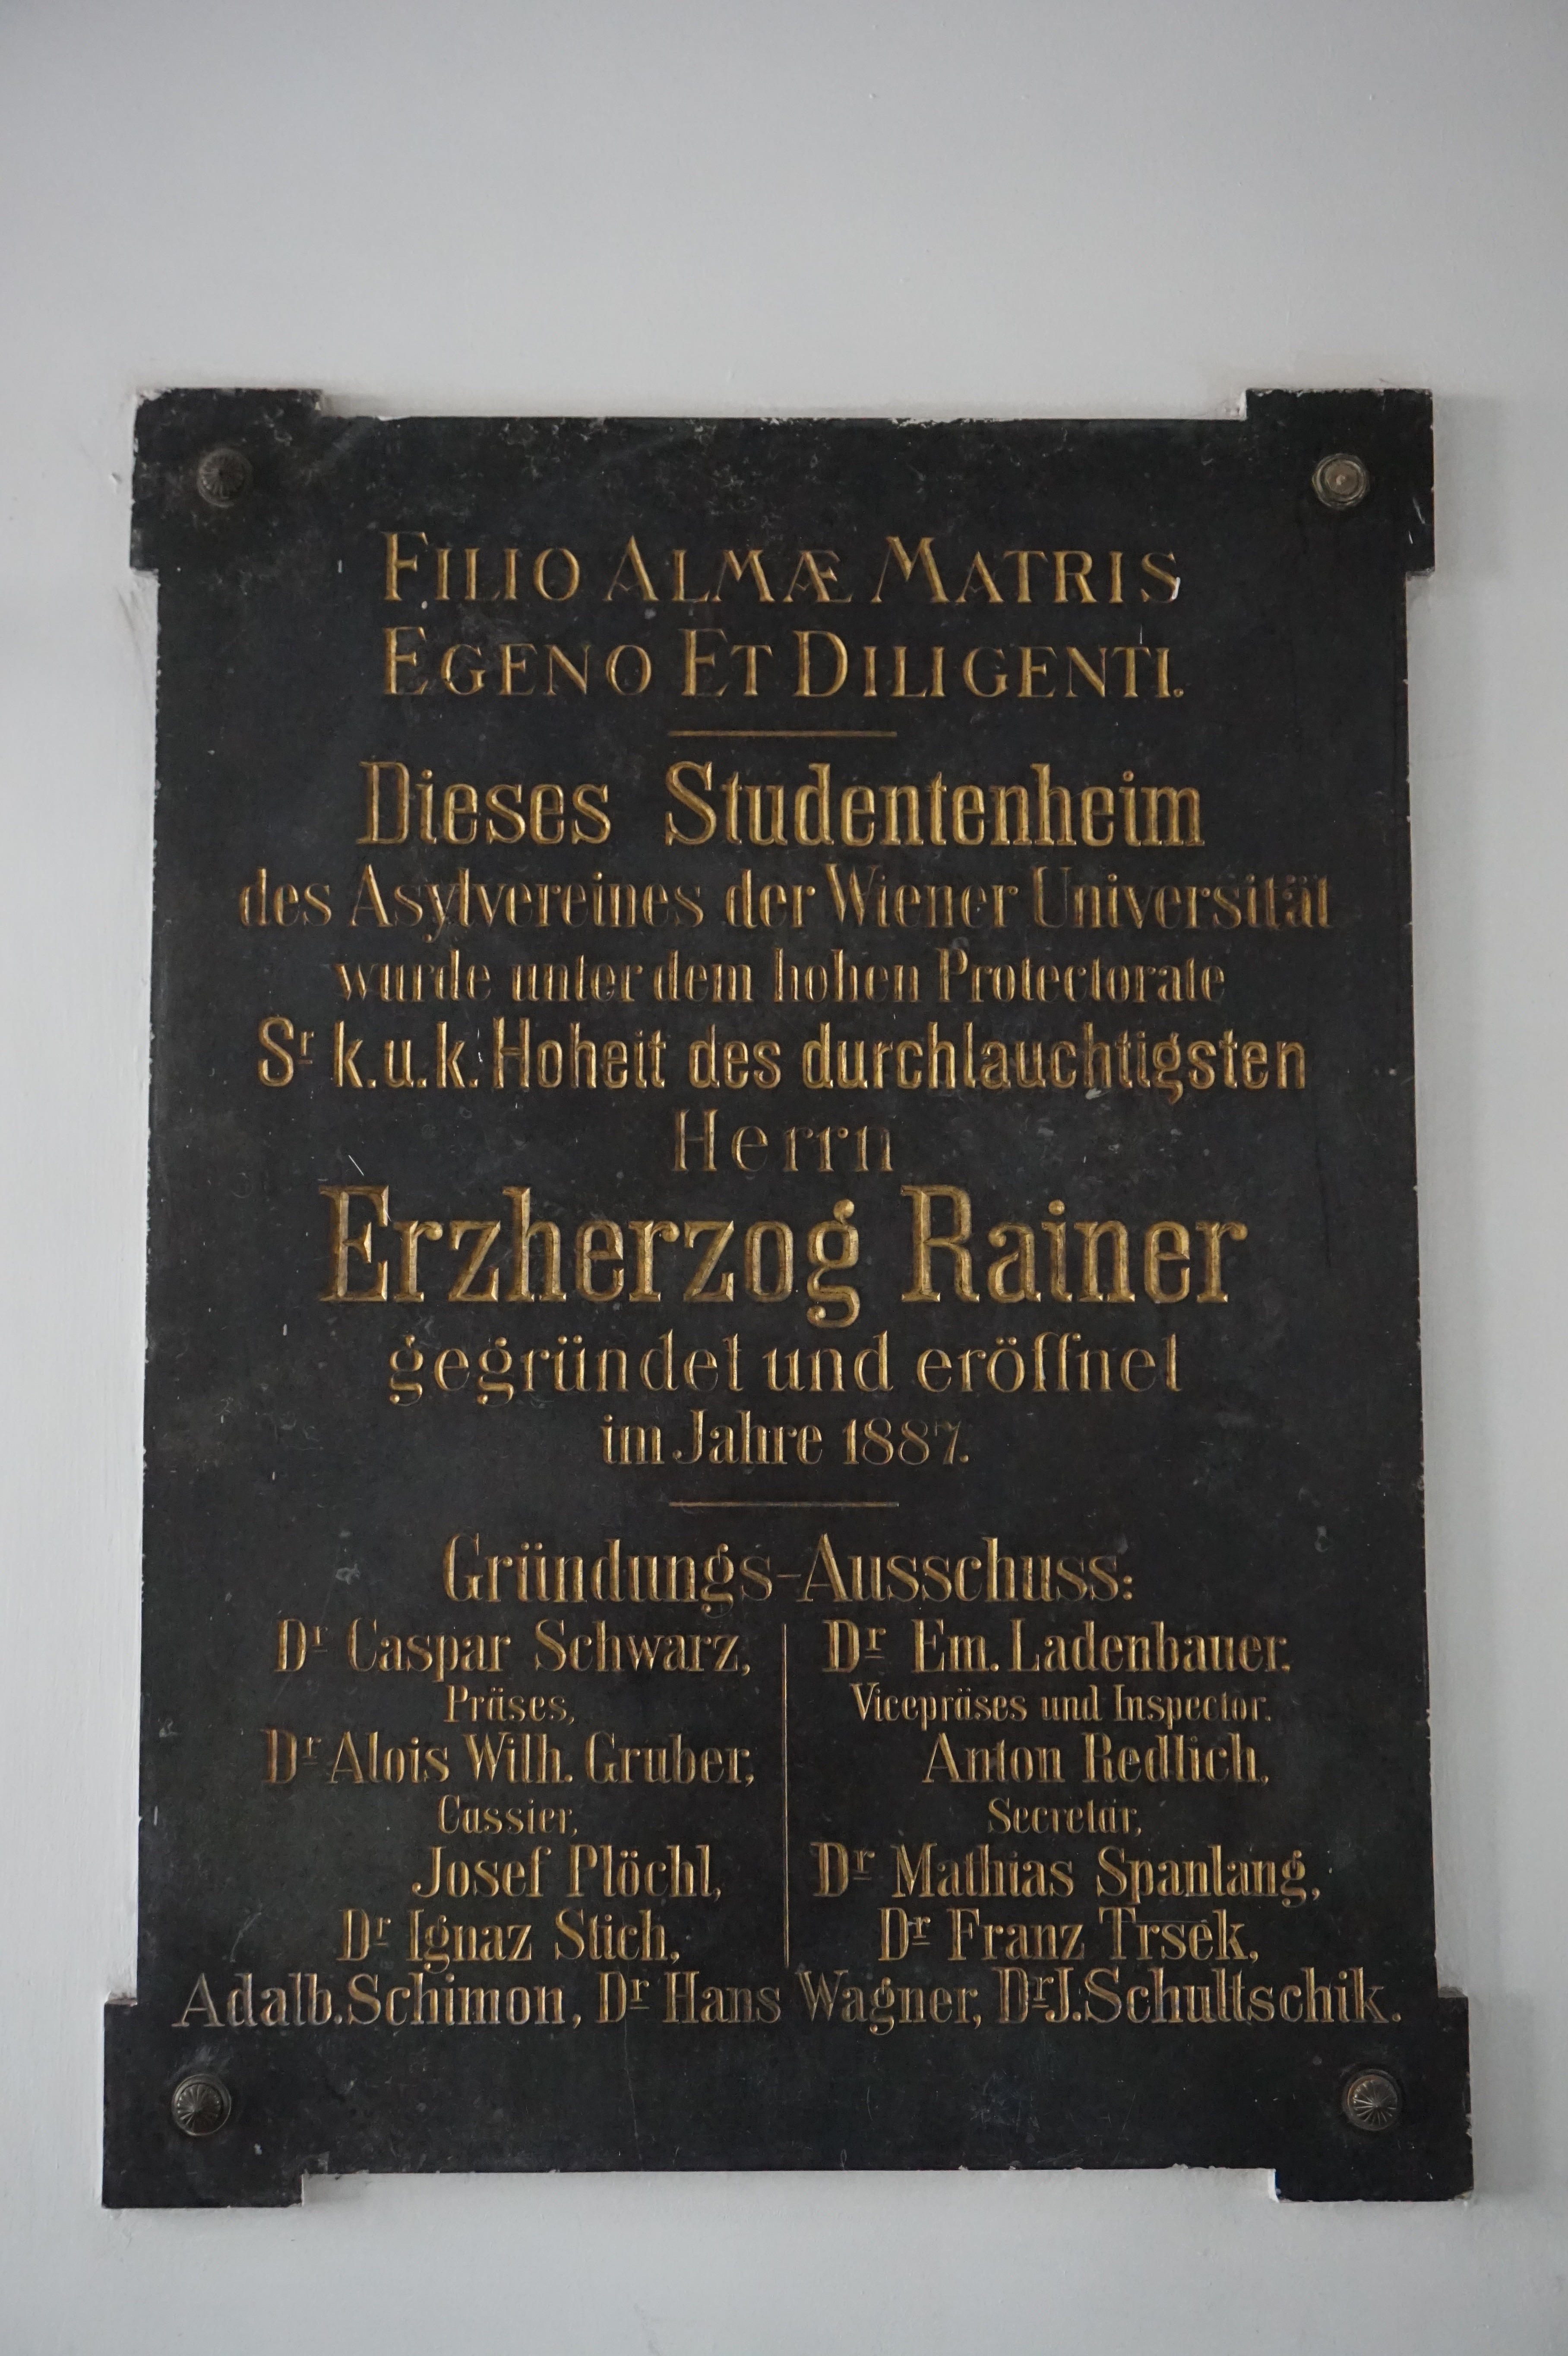 FILIO ALMÆ MATRIS
EGENO ET DILIGENTI.
Dieses Studentenheim
des Asylvereines der Wiener Universität
wurde unter dem hohen Protectorate
Sr k.u.k. Hoheit des durchlauchtigsten
Herrn
Erzherzog Rainer
gegründet und eröffnet
im Jahre 1887.
Gründungs-Ausschuss:
Dr Caspar Schwarz,
Präses,
Dr Alois Wilh. Gruber,
Cassier,
Josef Plöchl,
Dr Ignaz Stich,
Dr Em. Ladenbauer,
Vicepräses und Inspector.
Anton Redlich,
Secretär,
Dr Mathias Spanlang,
Dr Franz Trsek,
Adalb. Schimon, Dr Hans Wagner, Dr J. Schultschik.